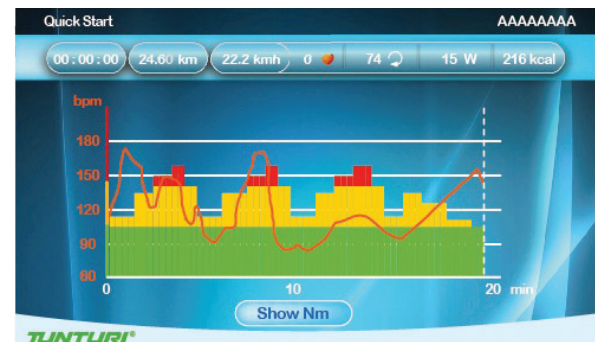 Quick Start AAAAAAAA
00:00:00 24.60 km 22.2 kmh 0 74 15 W 216 kcal
bpm
180
150
120
90
60
0 10 20 min
Show Nm
TUNTURI®